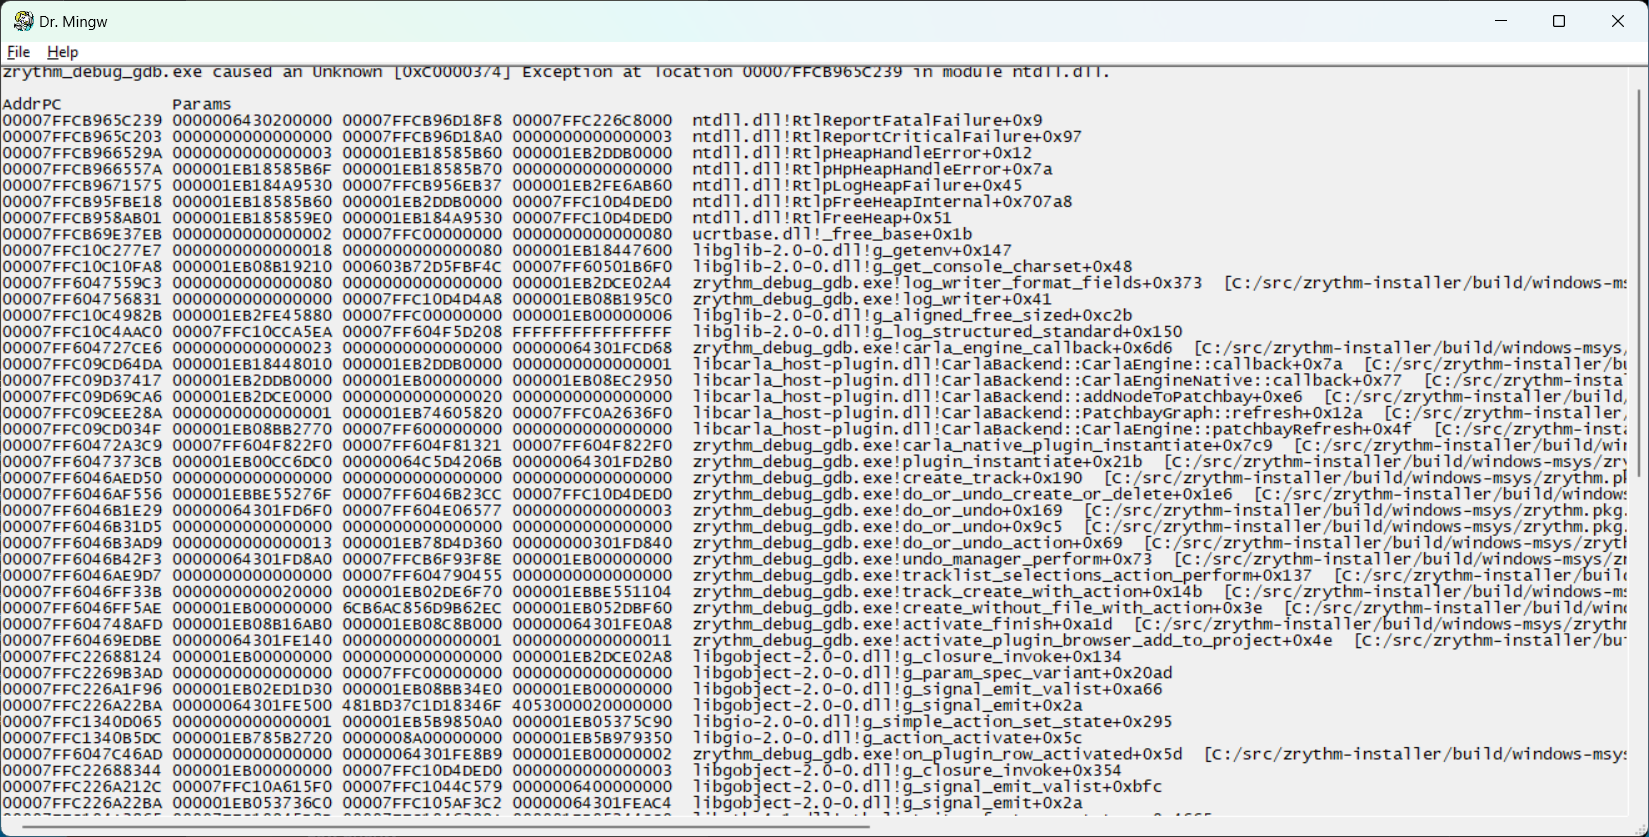 Dr. Mingw
File Help
zrythm_debug_gdb.exe caused an Unknown [0xC0000374] Exception at location 00007FFCB965C239 in module ntdll.dll.
AddrPC Params
00007FFCB965C239 0000006430200000 00007FFCB96D18F8 00007FFC226C8000 ntdll.dll!RtlReportFatalFailure+0x9
00007FFCB965C203 0000000000000000 00007FFCB96D18A0 0000000000000003 ntdll.dll!RtlReportCriticalFailure+0x97
00007FFCB966529A 0000000000000003 000001EB18585B60 000001EB2DDB0000 ntdll.dll!RtlpHeapHandleError+0x12
00007FFCB966557A 000001EB18585B6F 000001EB18585B70 0000000000000000 ntdll.dll!RtlpHpHeapHandleError+0x7a
00007FFCB9671575 000001EB184A9530 00007FFCB956EB37 000001EB2FE6AB60 ntdll.dll!RtlpLogHeapFailure+0x45
00007FFCB95FBE18 000001EB18585B60 000001EB2DDB0000 00007FFC10D4DED0 ntdll.dll!RtlpFreeHeapInternal+0x707a8
00007FFCB958AB01 000001EB185859E0 000001EB184A9530 00007FFC10D4DED0 ntdll.dll!RtlFreeHeap+0x51
00007FFCB69E37EB 0000000000000002 00007FFC00000000 0000000000000080 ucrtbase.dll!_free_base+0x1b
00007FFC10C277E7 0000000000000018 0000000000000080 000001EB18447600 libglib-2.0-0.dll!g_getenv+0x147
00007FFC10C10FA8 000001EB08B19210 000603B72D5FBF4C 00007FF60501B6F0 libglib-2.0-0.dll!g_get_console_charset+0x48
00007FF6047559C3 0000000000000080 0000000000000000 000001EB2DCE02A4 zrythm_debug_gdb.exe!log_writer_format_fields+0x373 [C:/src/zrythm-installer/build/windows-ms
00007FF604756831 0000000000000000 00007FFC10D4D4A8 000001EB08B195C0 zrythm_debug_gdb.exe!log_writer+0x41
00007FFC10C4982B 000001EB2FE45880 00007FFC00000000 000001EB00000006 libglib-2.0-0.dll!g_aligned_free_sized+0xc2b
00007FFC10C4AAC0 00007FFC10CCA5EA 00007FF604F5D208 FFFFFFFFFFFFFFFF libglib-2.0-0.dll!g_log_structured_standard+0x150
00007FF604727CE6 0000000000000023 0000000000000000 00000064301FCD68 zrythm_debug_gdb.exe!carla_engine_callback+0x6d6 [C:/src/zrythm-installer/build/windows-msys/
00007FFC09CD64DA 000001EB18448010 000001EB2DDB0000 0000000000000001 libcarla_host-plugin.dll!CarlaBackend::CarlaEngine::callback+0x7a [C:/src/zrythm-installer/bu
00007FFC09D37417 000001EB2DDB0000 000001EB00000000 000001EB08EC2950 libcarla_host-plugin.dll!CarlaBackend::CarlaEngineNative::callback+0x77 [C:/src/zrythm-insta
00007FFC09D69CA6 000001EB2DCE0000 0000000000000020 0000000000000000 libcarla_host-plugin.dll!CarlaBackend::addNodeToPatchbay+0xe6 [C:/src/zrythm-installer/build,
00007FFC09CEE28A 0000000000000001 000001EB74605820 00007FFC0A2636F0 libcarla_host-plugin.dll!CarlaBackend::PatchbayGraph::refresh+0x12a [C:/src/zrythm-installer/
00007FFC09CD034F 000001EB08BB2770 00007FF600000000 0000000000000000 libcarla_host-plugin.dll!CarlaBackend::CarlaEngine::patchbayRefresh+0x4f [C:/src/zrythm-insta
00007FF60472A3C9 00007FF604F822F0 00007FF604F81321 00007FF604F822F0 zrythm_debug_gdb.exe!carla_native_plugin_instantiate+0x7c9 [C:/src/zrythm-installer/build/wir
00007FF6047373CB 000001EB00CC6DC0 00000064C5D4206B 00000064301FD2B0 zrythm_debug_gdb.exe!plugin_instantiate+0x21b [C:/src/zrythm-installer/build/windows-msys/zry
00007FF6046AED50 0000000000000000 0000000000000000 0000000000000000 zrythm_debug_gdb.exe!create_track+0x190 [C:/src/zrythm-installer/build/windows-msys/zrythm.pk
00007FF6046AF556 000001EBBE55276F 00007FF6046B23CC 00007FFC10D4DED0 zrythm_debug_gdb.exe!do_or_undo_create_or_delete+0x1e6 [C:/src/zrythm-installer/build/windows
00007FF6046B1E29 00000064301FD6F0 00007FF604E06577 0000000000000003 zrythm_debug_gdb.exe!do_or_undo+0x169 [C:/src/zrythm-installer/build/windows-msys/zrythm.pkg.
00007FF6046B31D5 0000000000000000 0000000000000000 0000000000000000 zrythm_debug_gdb.exe!do_or_undo+0x9c5 [C:/src/zrythm-installer/build/windows-msys/zrythm.pkg.
00007FF6046B3AD9 0000000000000013 000001EB78D4D360 00000000301FD840 zrythm_debug_gdb.exe!do_or_undo_action+0x69 [C:/src/zrythm-installer/build/windows-msys/zryth
00007FF6046B42F3 00000064301FD8A0 00007FFCB6F93F8E 000001EB00000000 zrythm_debug_gdb.exe!undo_manager_perform+0x73 [C:/src/zrythm-installer/build/windows-msys/zr
00007FF6046AE9D7 0000000000000000 00007FF604790455 0000000000000000 zrythm_debug_gdb.exe!tracklist_selections_action_perform+0x137 [C:/src/zrythm-installer/build
00007FF6046FF33B 0000000000020000 000001EB02DE6F70 000001EBBE551104 zrythm_debug_gdb.exe!track_create_with_action+0x14b [C:/src/zrythm-installer/build/windows-ms
00007FF6046FF5AE 000001EB00000000 6CB6AC856D9B62EC 000001EB052DBF60 zrythm_debug_gdb.exe!create_without_file_with_action+0x3e [C:/src/zrythm-installer/build/wind
00007FF604748AFD 000001EB08B16AB0 000001EB08C8B000 00000064301FE0A8 zrythm_debug_gdb.exe!activate_finish+0xa1d [C:/src/zrythm-installer/build/windows-msys/zrythm
00007FF60469EDBE 00000064301FE140 0000000000000001 0000000000000011 zrythm_debug_gdb.exe!activate_plugin_browser_add_to_project+0x4e [C:/src/zrythm-installer/bu
00007FFC22688124 000001EB00000000 0000000000000000 000001EB2DCE02A8 libgobject-2.0-0.dll!g_closure_invoke+0x134
00007FFC2269B3AD 0000000000000000 00007FFC00000000 0000000000000000 libgobject-2.0-0.dll!g_param_spec_variant+0x20ad
00007FFC226A1F96 000001EB02ED1D30 000001EB08BB34E0 000001EB00000000 libgobject-2.0-0.dll!g_signal_emit_valist+0xa66
00007FFC226A22BA 00000064301FE500 481BD37C1D18346F 4053000020000000 libgobject-2.0-0.dll!g_signal_emit+0x2a
00007FFC1340D065 0000000000000001 000001EB5B9850A0 000001EB05375C90 libgio-2.0-0.dll!g_simple_action_set_state+0x295
00007FFC1340B5DC 000001EB785B2720 0000008A00000000 000001EB5B979350 libgio-2.0-0.dll!g_action_activate+0x5c
00007FF6047C46AD 0000000000000000 00000064301FE8B9 000001EB00000002 zrythm_debug_gdb.exe!on_plugin_row_activated+0x5d [C:/src/zrythm-installer/build/windows-msys
00007FFC22688344 000001EB00000000 00007FFC10D4DED0 0000000000000003 libgobject-2.0-0.dll!g_closure_invoke+0x354
00007FFC226A212C 00007FFC10A615F0 00007FFC1044C579 0000006400000000 libgobject-2.0-0.dll!g_signal_emit_valist+0xbfc
00007FFC226A22BA 000001EB053736C0 00007FFC105AF3C2 00000064301FEAC4 libgobject-2.0-0.dll!g_signal_emit+0x2a